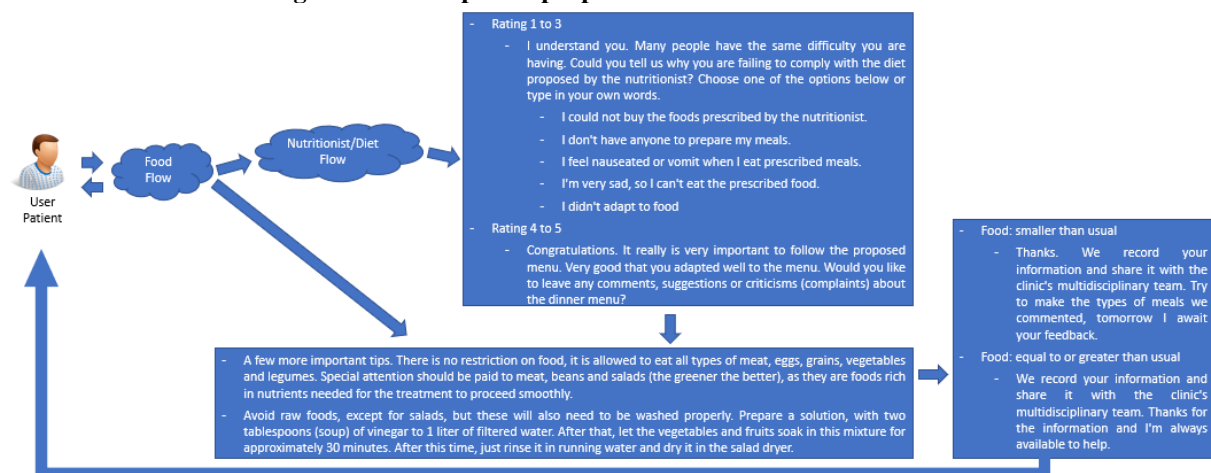 - Rating 1 to 3
- I understand you. Many people have the same difficulty you are
having. Could you tell us why you are failing to comply with the diet
proposed by the nutritionist? Choose one of the options below or
type in your own words.
- I could not buy the foods prescribed by the nutritionist.
- I don't have anyone to prepare my meals.
- I feel nauseated or vomit when I eat prescribed meals.
- I'm very sad, so I can't eat the prescribed food.
- I didn't adapt to food
- Rating 4 to 5
- Congratulations. It really is very important to follow the proposed
menu. Very good that you adapted well to the menu. Would you like
to leave any comments, suggestions or criticisms (complaints) about
the dinner menu?
Nutritionist/Diet
Flow
Food
Flow
User
Patient
- A few more important tips. There is no restriction on food, it is allowed to eat all types of meat, eggs, grains, vegetables
and legumes. Special attention should be paid to meat, beans and salads (the greener the better), as they are foods rich
in nutrients needed for the treatment to proceed smoothly.
- Avoid raw foods, except for salads, but these will also need to be washed properly. Prepare a solution, with two
tablespoons (soup) of vinegar to 1 liter of filtered water. After that, let the vegetables and fruits soak in this mixture for
approximately 30 minutes. After this time, just rinse it in running water and dry it in the salad dryer.
- Food: smaller than usual
- Thanks. We record your
information and share it with the
clinic's multidisciplinary team. Try
to make the types of meals we
commented, tomorrow I await
your feedback.
- Food: equal to or greater than usual
- We record your information and
share it with the clinic's
multidisciplinary team. Thanks for
the information and I'm always
available to help.